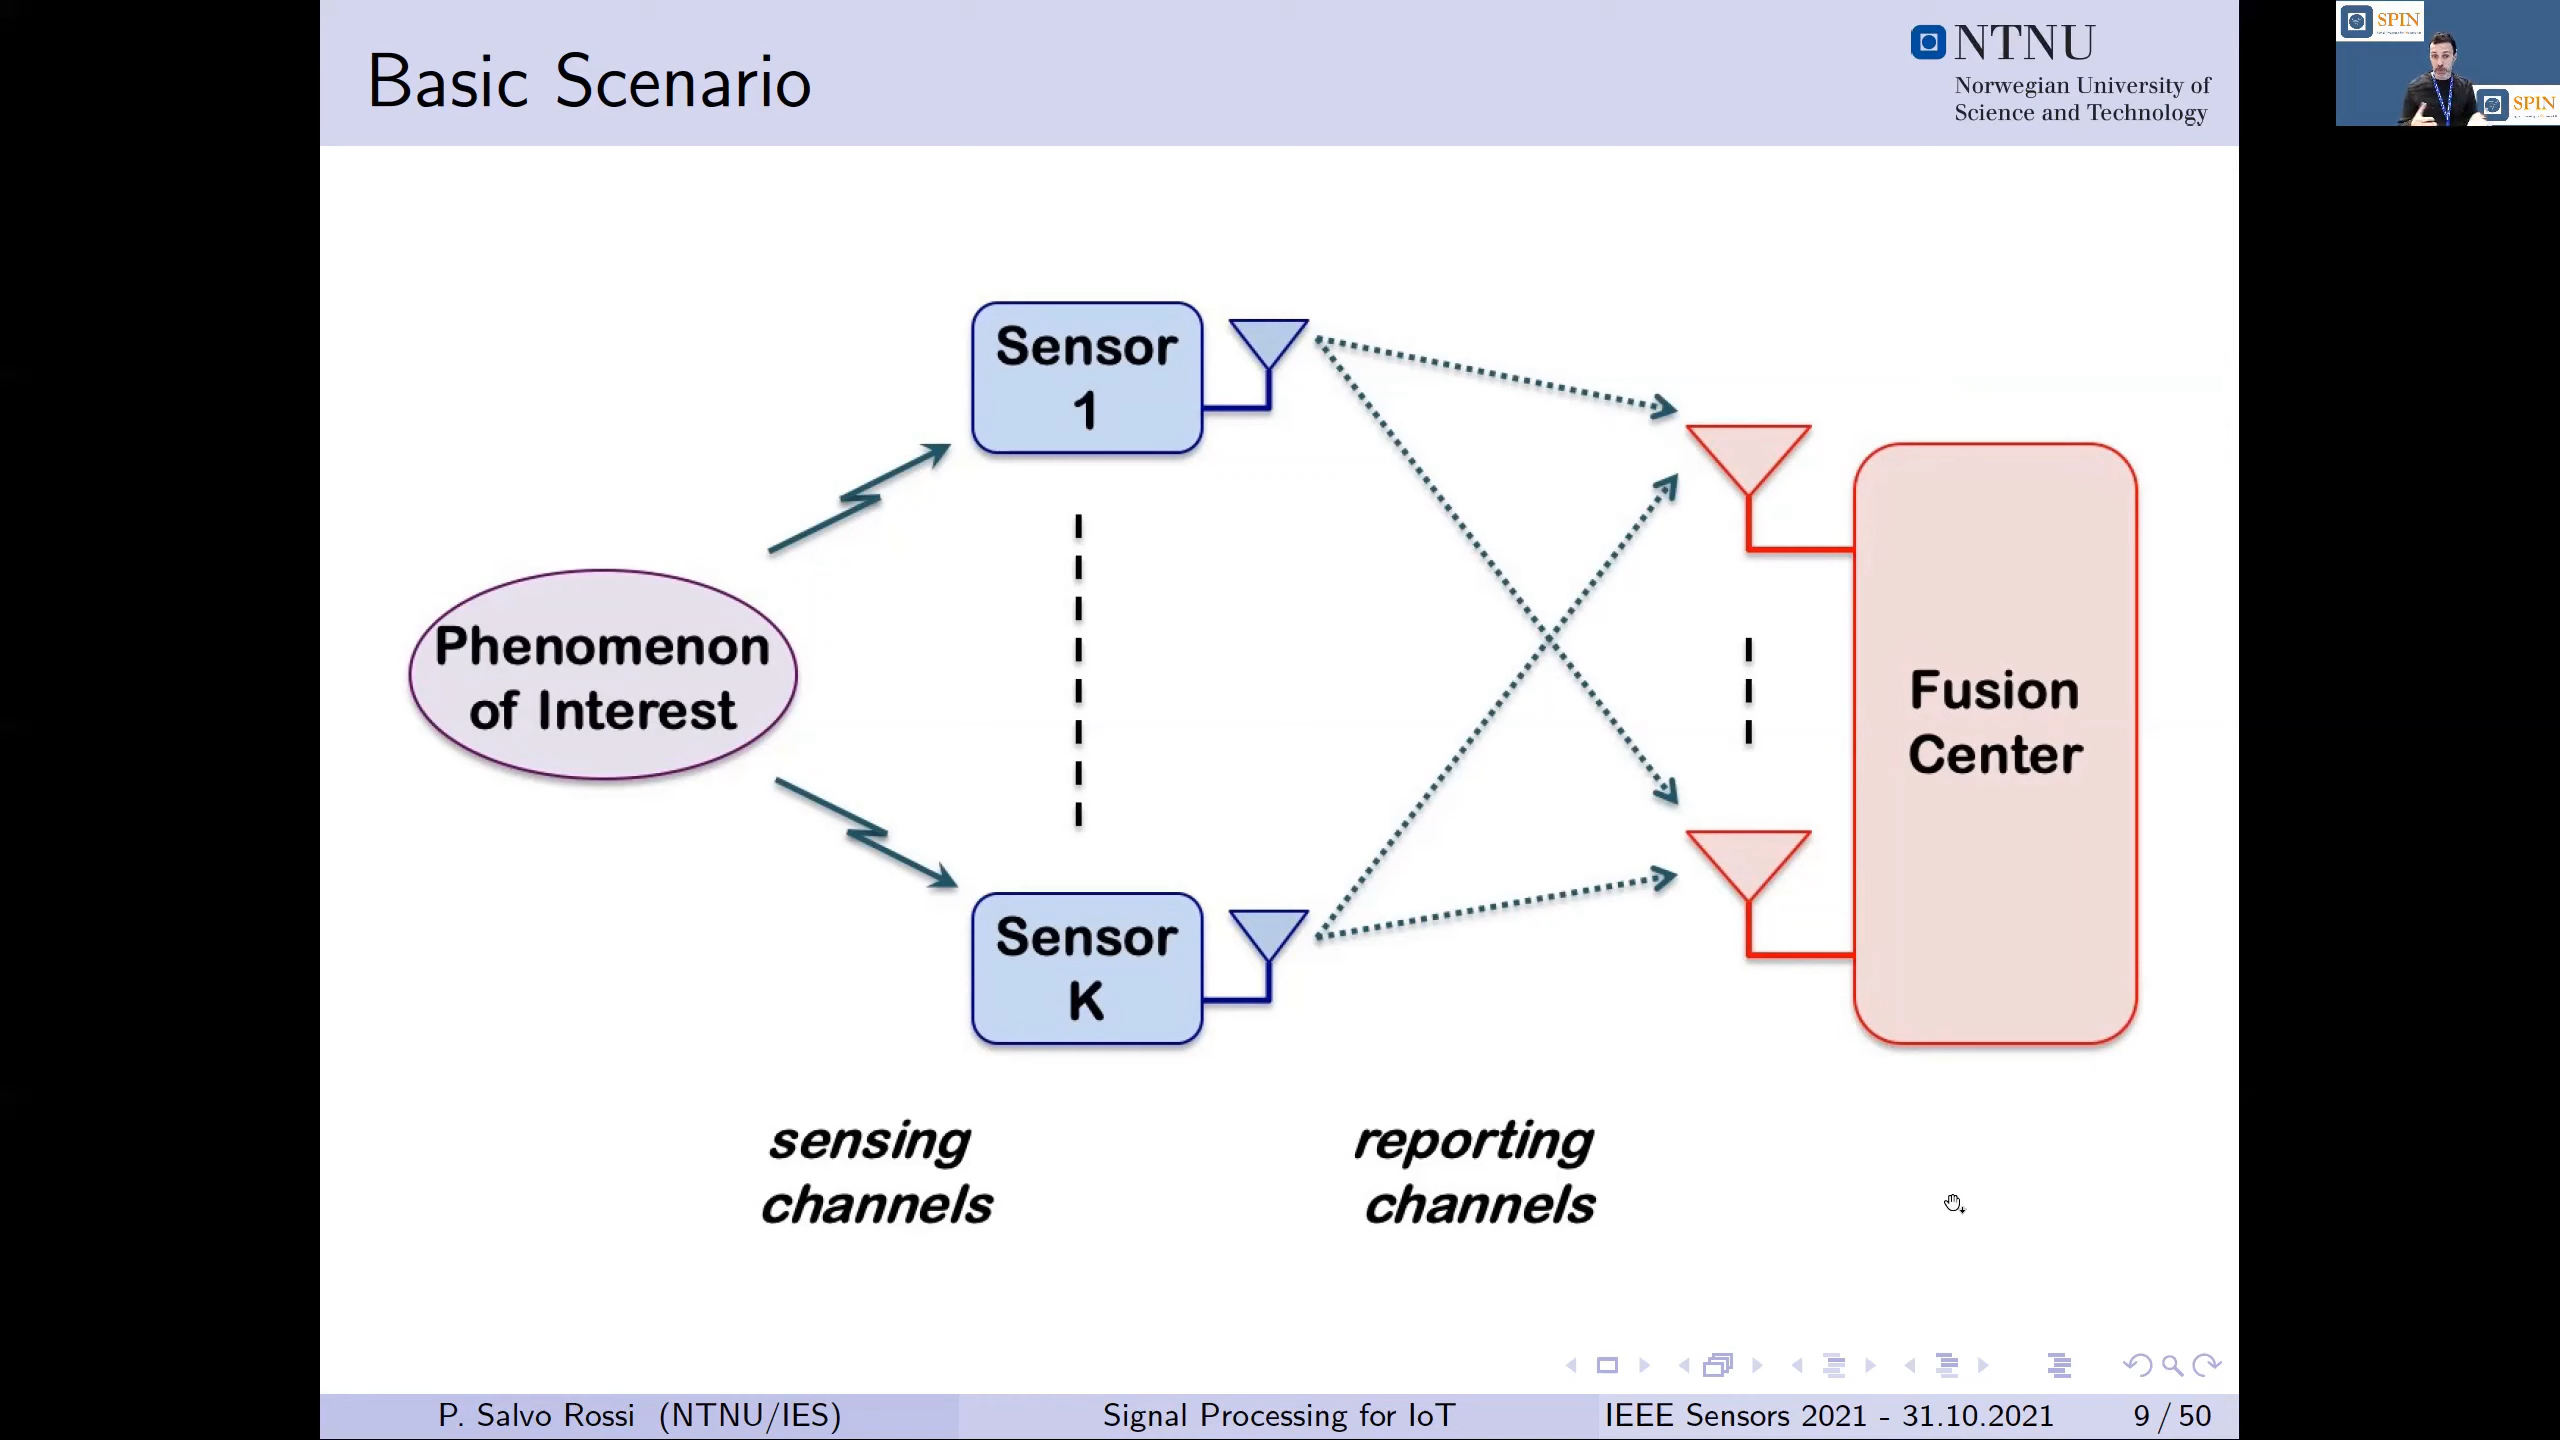 Basic Scenario
NTNU
Norwegian University of
Science and Technology
SPIN
SPIN
Sensor
1
Phenomenon
of Interest
Fusion
Center
Sensor
K
sensing
channels
reporting
channels
P. Salvo Rossi (NTNU/IES)
Signal Processing for IoT
IEEE Sensors 2021 - 31.10.2021
9 / 50